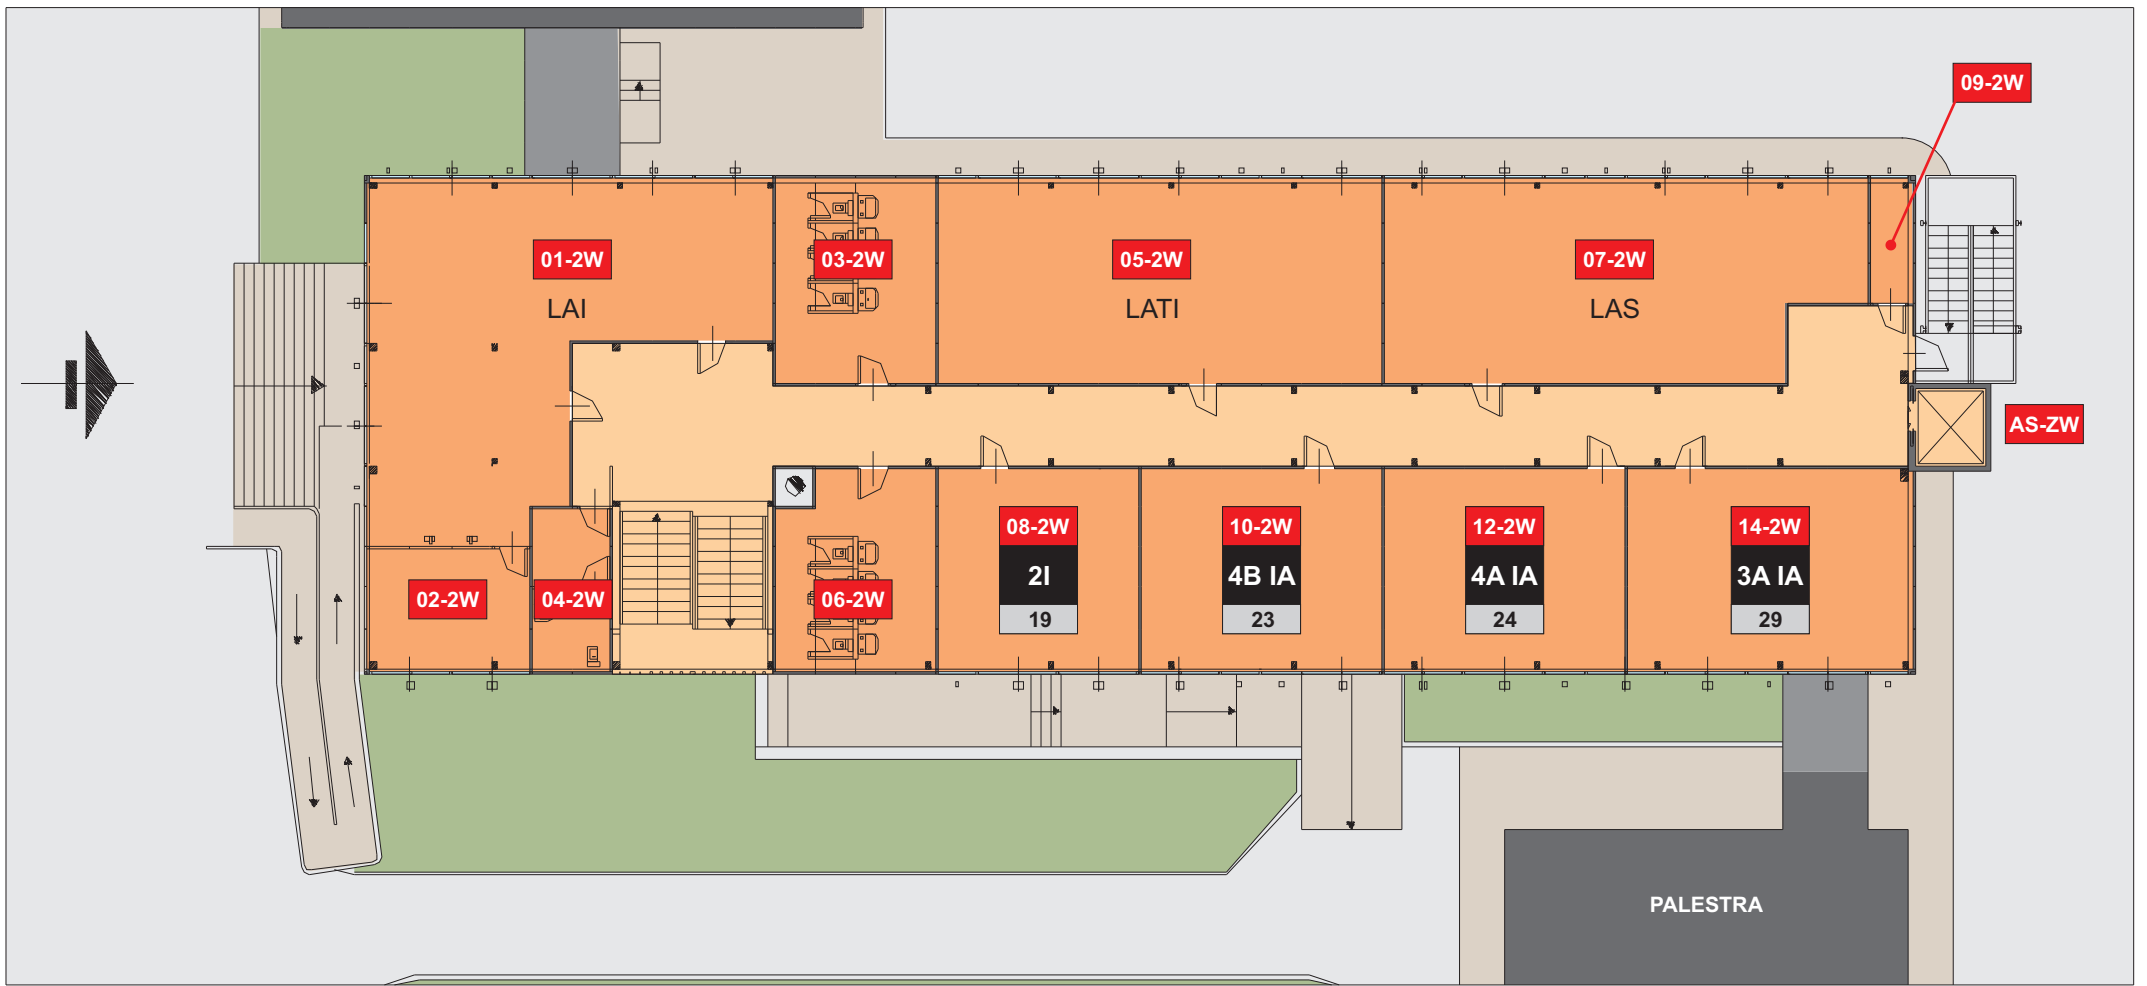 09-2W
01-2W
LAI
03-2W
05-2W
LATI
07-2W
LAS
AS-ZW
02-2W
04-2W
06-2W
08-2W
2I
19
10-2W
4B IA
23
12-2W
4A IA
24
14-2W
3A IA
29
PALESTRA